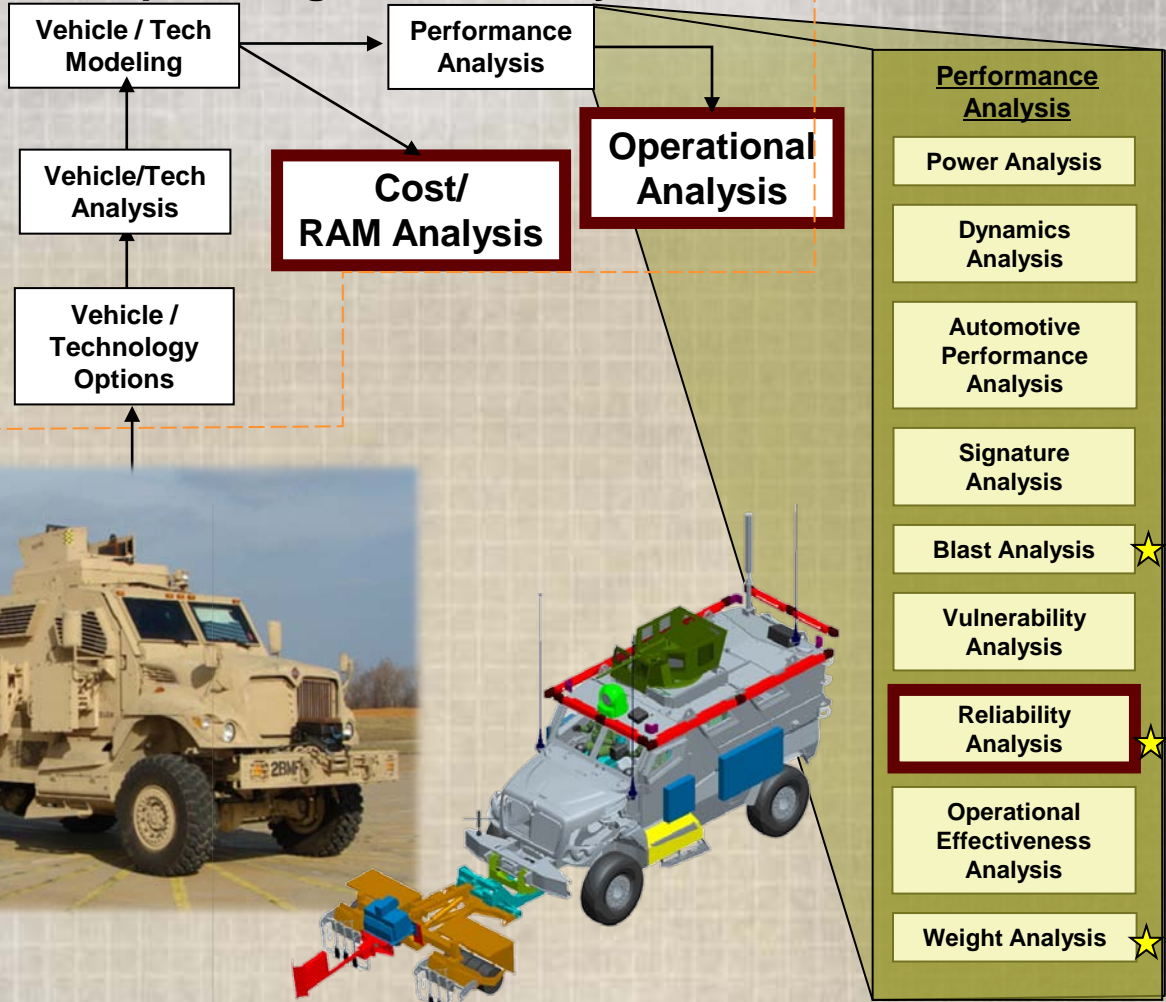 Vehicle / Tech
Modeling
Performance
Analysis
Vehicle/Tech
Analysis
Cost/
RAM Analysis
Operational
Analysis
Vehicle /
Technology
Options
2BMF
Performance
Analysis
Power Analysis
Dynamics
Analysis
Automotive
Performance
Analysis
Signature
Analysis
Blast Analysis
Vulnerability
Analysis
Reliability
Analysis
Operational
Effectiveness
Analysis
Weight Analysis